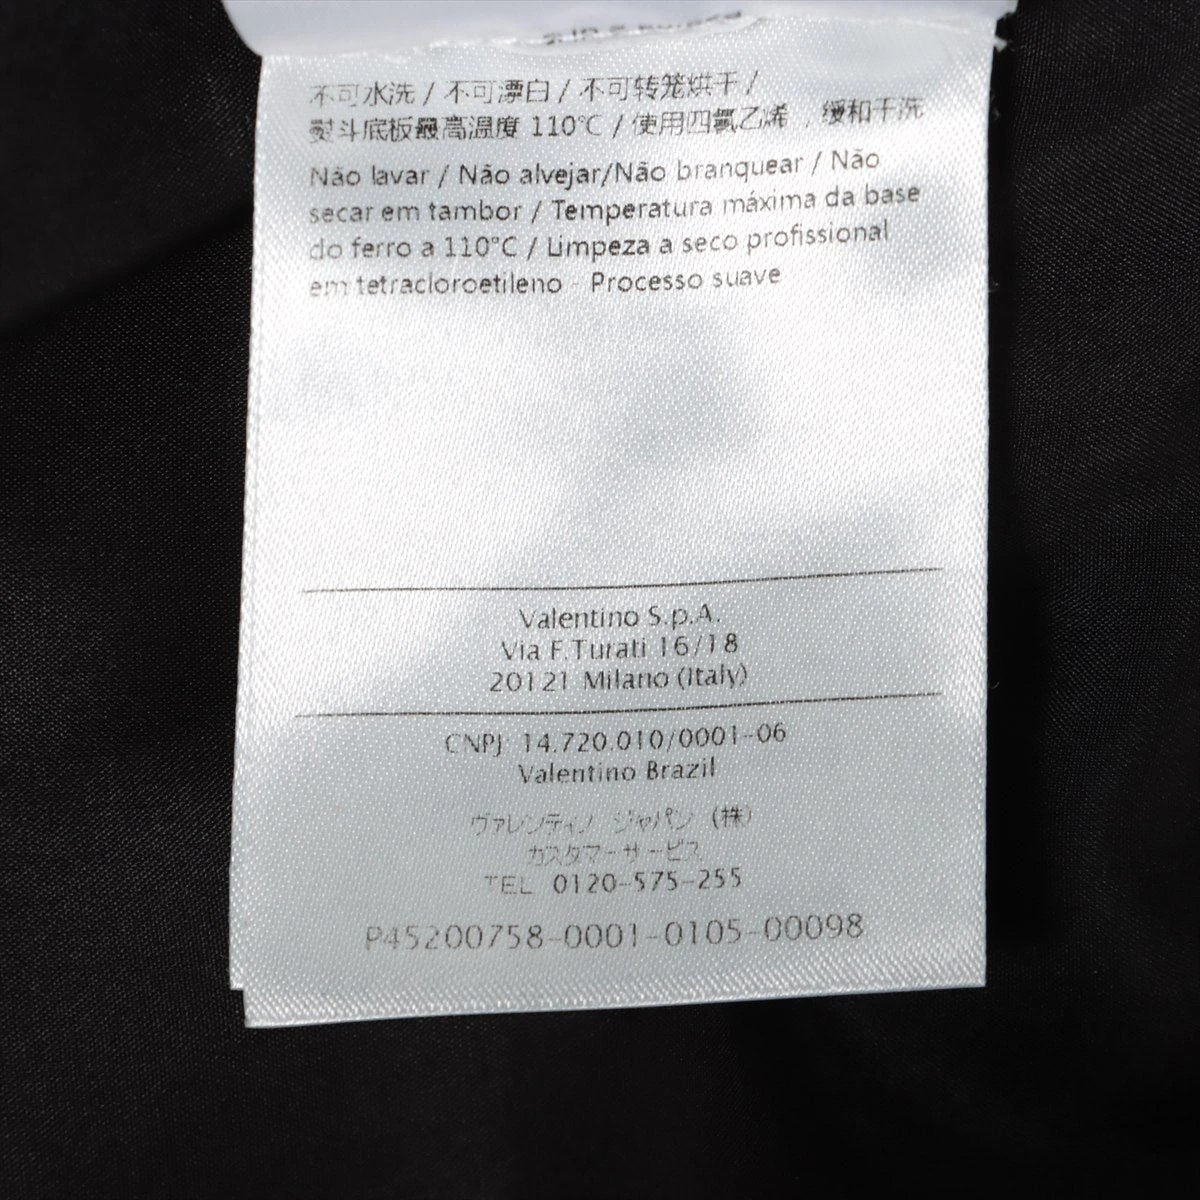 不可水洗 / 不可漂白 / 不可转笼烘干 /
熨斗底板最高温度 110℃ / 使用四氯乙烯，缓和干洗
Não lavar / Não alvejar/Não branquear / Não
secar em tambor / Temperatura máxima da base
do ferro a 110°C / Limpeza a seco profissional
em tetracloroetileno - Processo suave
Valentino S.p.A.
Via F.Turati 16/18
20121 Milano (Italy)
CNPJ: 14.720.010/0001-06
Valentino Brazil
ヴァレンティノ ジャパン (株)
カスタマーサービス
TEL 0120-575-255
P45200758-0001-0105-00098